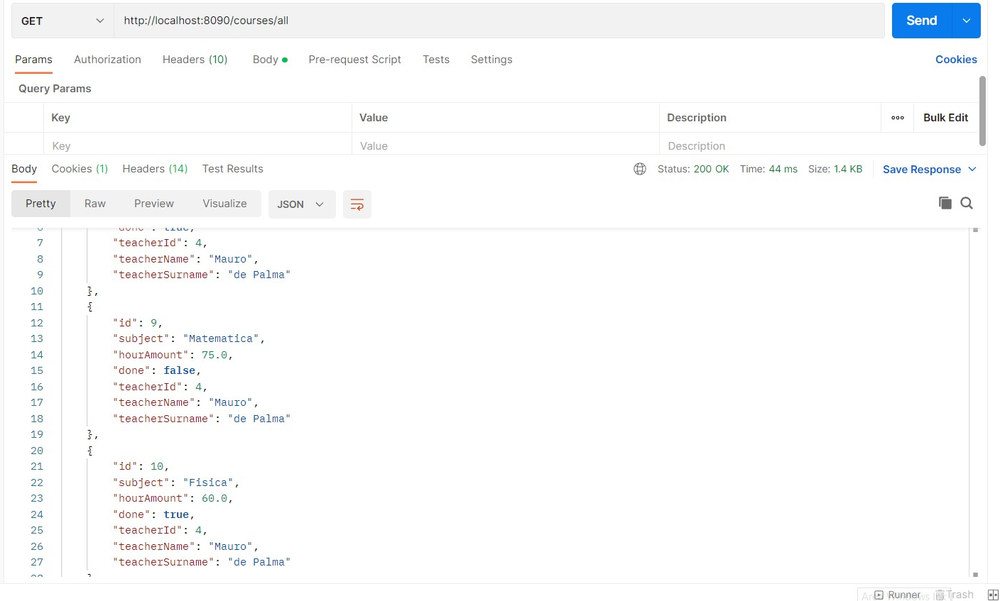 GET http://localhost:8090/courses/all Send
Params Authorization Headers (10) Body Pre-request Script Tests Settings Cookies
Query Params
Key Value Description ooo Bulk Edit
Key Value Description
Body Cookies (1) Headers (14) Test Results Status: 200 OK Time: 44 ms Size: 1.4 KB Save Response
Pretty Raw Preview Visualize JSON
6 "done": true,
7 "teacherId": 4,
8 "teacherName": "Mauro",
9 "teacherSurname": "de Palma"
10 },
11 {
12 "id": 9,
13 "subject": "Matematica",
14 "hourAmount": 75.0,
15 "done": false,
16 "teacherId": 4,
17 "teacherName": "Mauro",
18 "teacherSurname": "de Palma"
19 },
20 {
21 "id": 10,
22 "subject": "Fisica",
23 "hourAmount": 60.0,
24 "done": true,
25 "teacherId": 4,
26 "teacherName": "Mauro",
27 "teacherSurname": "de Palma"
Runner Trash